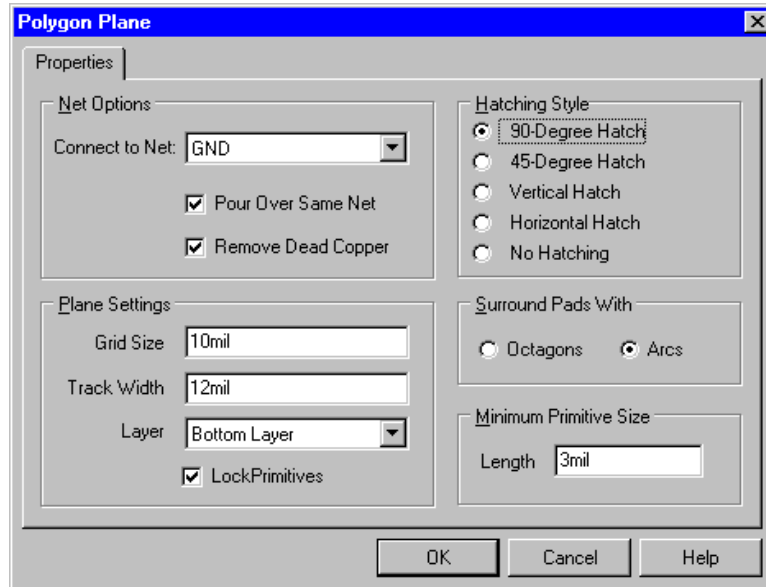 Polygon Plane
Properties
Net Options
Connect to Net: GND
Pour Over Same Net
Remove Dead Copper
Hatching Style
90-Degree Hatch
45-Degree Hatch
Vertical Hatch
Horizontal Hatch
No Hatching
Plane Settings
Grid Size 10mil
Track Width 12mil
Layer Bottom Layer
LockPrimitives
Surround Pads With
Octagons Arcs
Minimum Primitive Size
Length 3mil
OK Cancel Help